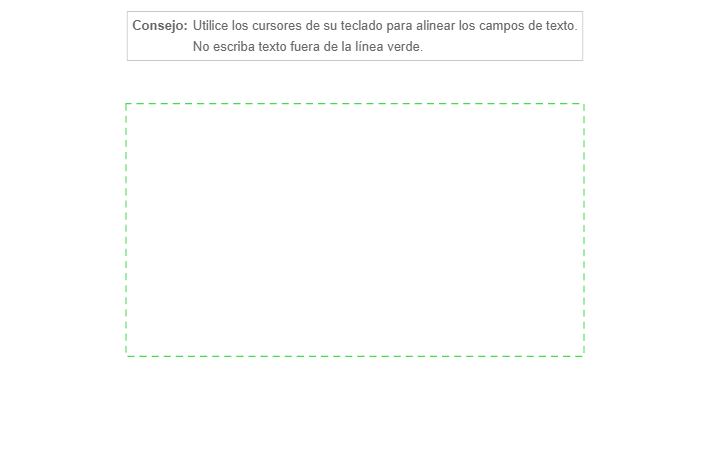 Consejo: Utilice los cursores de su teclado para alinear los campos de texto.
No escriba texto fuera de la línea verde.